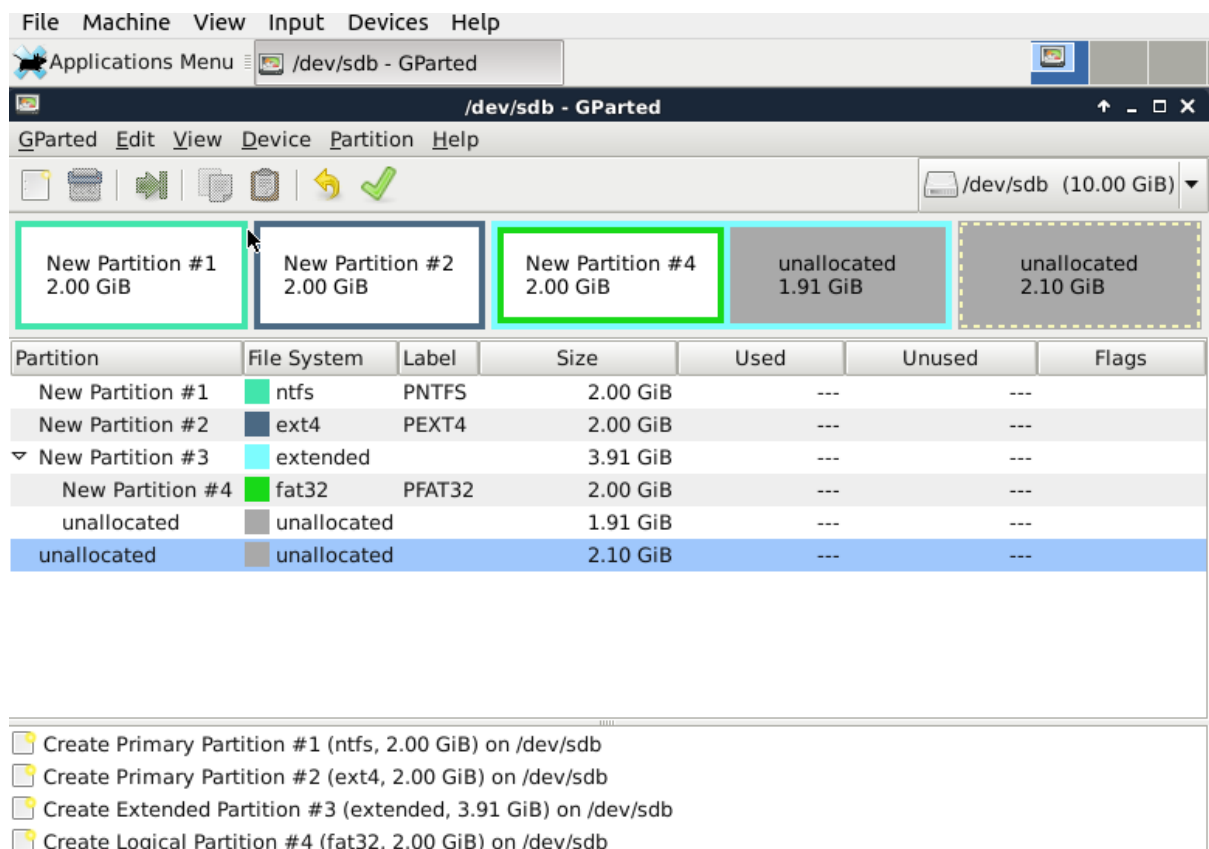 File Machine View Input Devices Help
Applications Menu /dev/sdb - GParted
/dev/sdb - GParted
GParted Edit View Device Partition Help
/dev/sdb (10.00 GiB)
New Partition #1 New Partition #2 New Partition #4 unallocated unallocated
2.00 GiB 2.00 GiB 2.00 GiB 1.91 GiB 2.10 GiB
Partition File System Label Size Used Unused Flags
New Partition #1 ntfs PNTFS 2.00 GiB --- ---
New Partition #2 ext4 PEXT4 2.00 GiB --- ---
New Partition #3 extended 3.91 GiB --- ---
New Partition #4 fat32 PFAT32 2.00 GiB --- ---
unallocated unallocated 1.91 GiB --- ---
unallocated unallocated 2.10 GiB --- ---
Create Primary Partition #1 (ntfs, 2.00 GiB) on /dev/sdb
Create Primary Partition #2 (ext4, 2.00 GiB) on /dev/sdb
Create Extended Partition #3 (extended, 3.91 GiB) on /dev/sdb
Create Logical Partition #4 (fat32, 2.00 GiB) on /dev/sdb